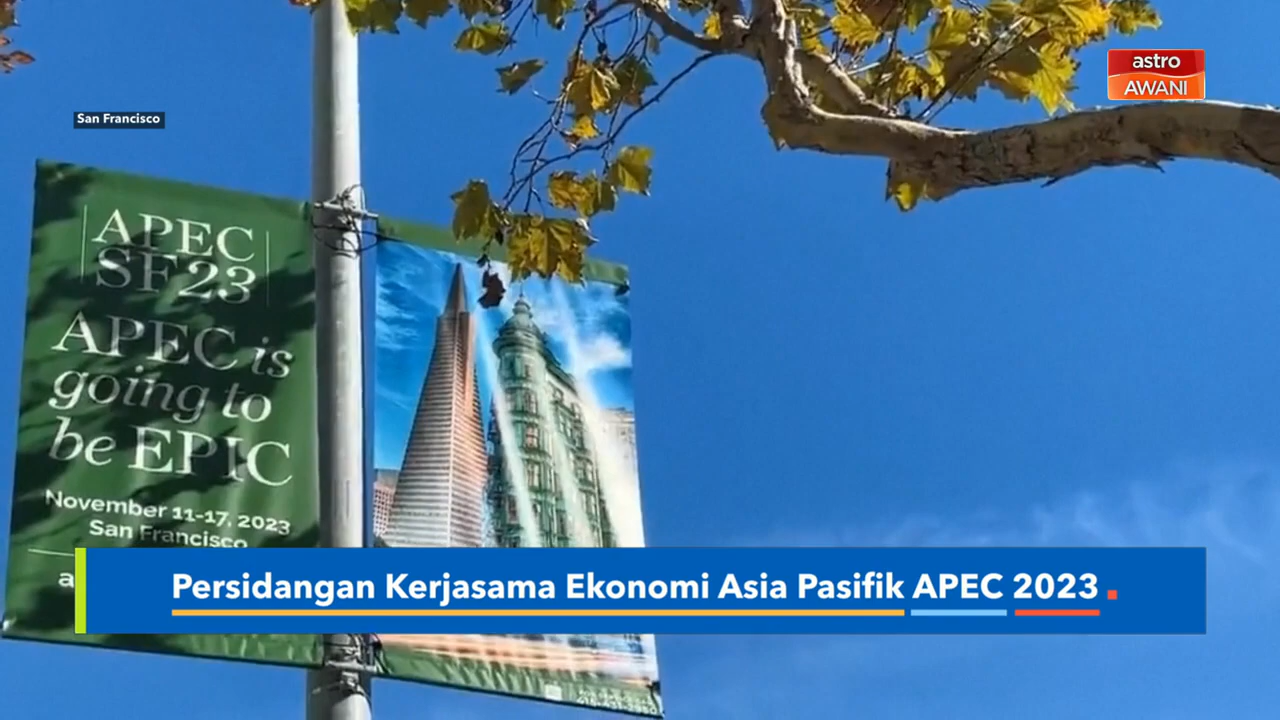 astro
AWANI
San Francisco
APEC
SF23
APEC is
going to
be EPIC
November 11-17, 2023
San Francisco
a
Persidangan Kerjasama Ekonomi Asia Pasifik APEC 2023.